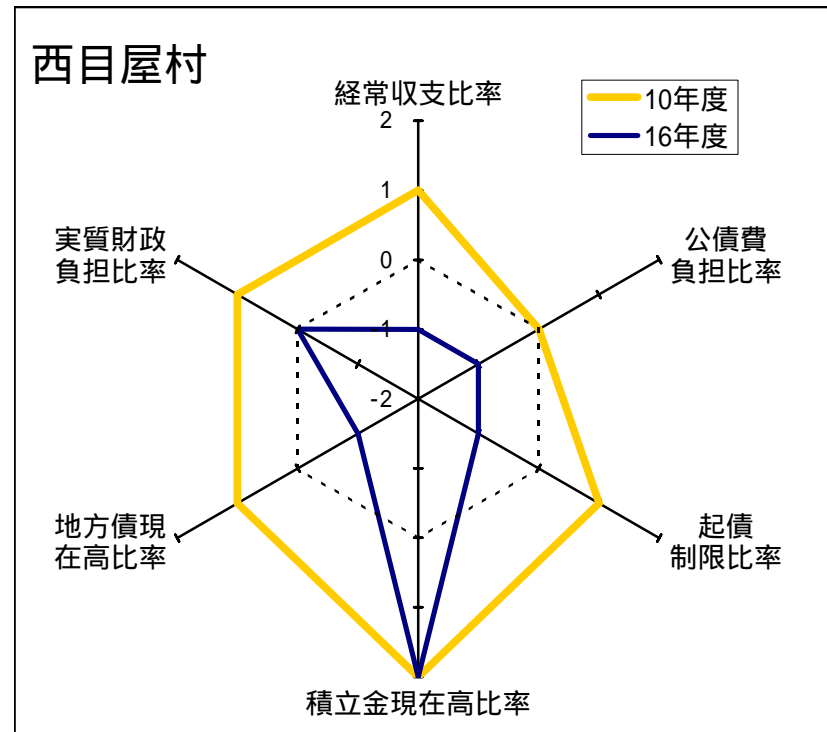 西目屋村
経常収支比率
10年度
16年度
2
1
0
-1
-2
公債費
負担比率
起債
制限比率
積立金現在高比率
地方債現
在高比率
実質財政
負担比率